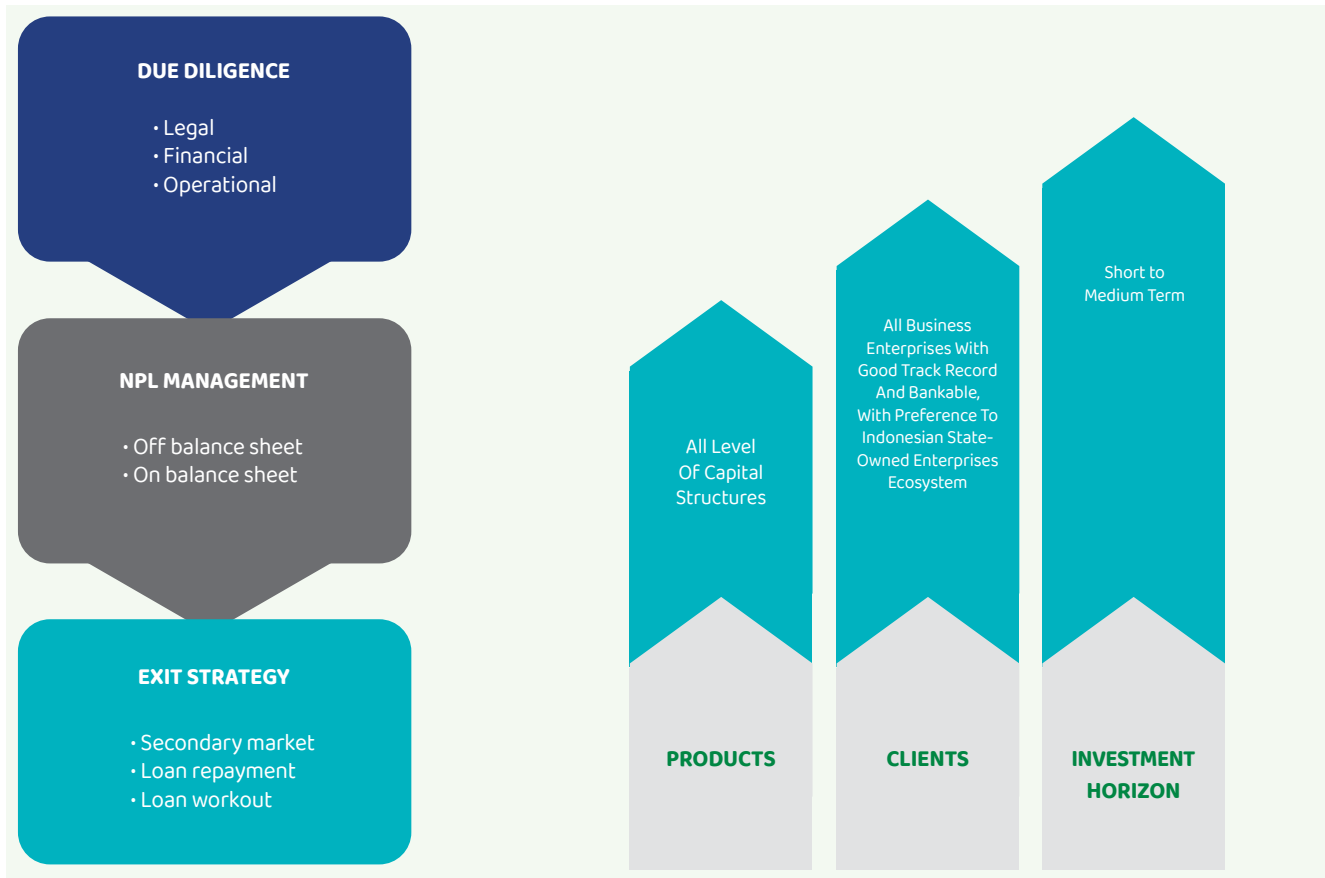 DUE DILIGENCE
• Legal
• Financial
• Operational
NPL MANAGEMENT
• Off balance sheet
• On balance sheet
EXIT STRATEGY
• Secondary market
• Loan repayment
• Loan workout
All Level
Of Capital
Structures
PRODUCTS
All Business
Enterprises With
Good Track Record
And Bankable,
With Preference To
Indonesian State-
Owned Enterprises
Ecosystem
CLIENTS
Short to
Medium Term
INVESTMENT
HORIZON